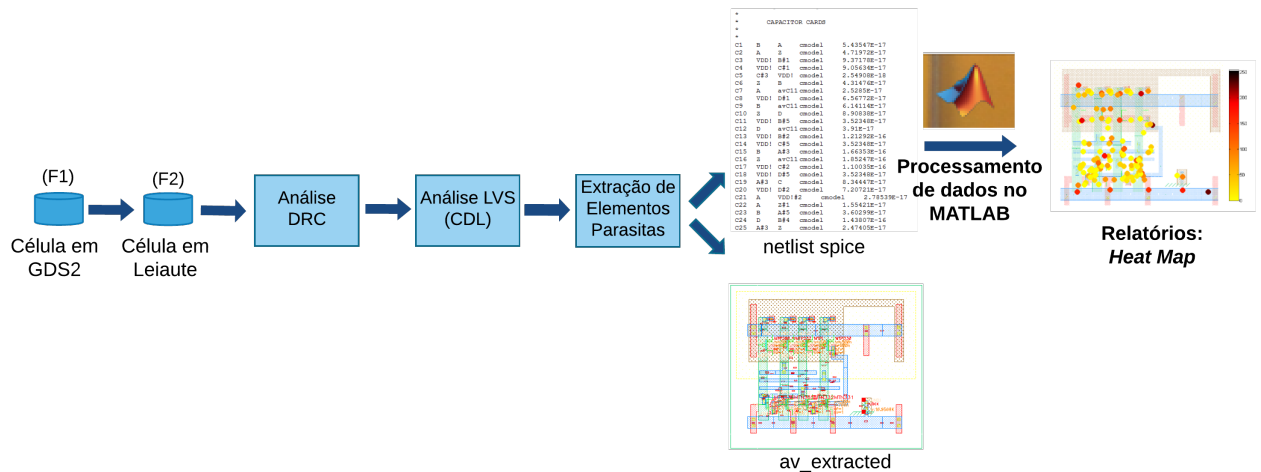 (F1)
Célula em
GDS2
(F2)
Célula em
Leiaute
Análise
DRC
Análise LVS
(CDL)
Extração de
Elementos
Parasitas
*
* CAPACITOR CARDS
*
*
C1 B A cmodel 5.43547E-17
C2 A Z cmodel 4.71972E-17
C3 VDD! B#1 cmodel 9.37178E-17
C4 VDD! C#1 cmodel 9.05634E-17
C5 C#3 VDD! cmodel 2.54908E-18
C6 Z B cmodel 4.31476E-17
C7 A avC11 cmodel 2.5285E-17
C8 VDD! D#1 cmodel 6.56772E-17
C9 B avC11 cmodel 6.14114E-17
C10 Z D cmodel 8.90838E-17
C11 VDD! B#5 cmodel 3.52348E-17
C12 D avC11 cmodel 3.91E-17
C13 VDD! B#2 cmodel 1.21292E-16
C14 VDD! C#5 cmodel 3.52348E-17
C15 B A#3 cmodel 1.66353E-16
C16 Z avC11 cmodel 1.85247E-16
C17 VDD! C#2 cmodel 1.10035E-16
C18 VDD! D#5 cmodel 3.52348E-17
C19 A#3 C cmodel 8.34447E-17
C20 VDD! D#2 cmodel 7.20721E-17
C21 A VDD!#2 cmodel 2.78539E-17
C22 A Z#1 cmodel 1.55421E-17
C23 B A#5 cmodel 3.60299E-17
C24 D B#4 cmodel 1.43807E-16
C25 A#3 Z cmodel 2.47405E-17
netlist spice
av_extracted
Processamento
de dados no
MATLAB
Relatórios:
Heat Map